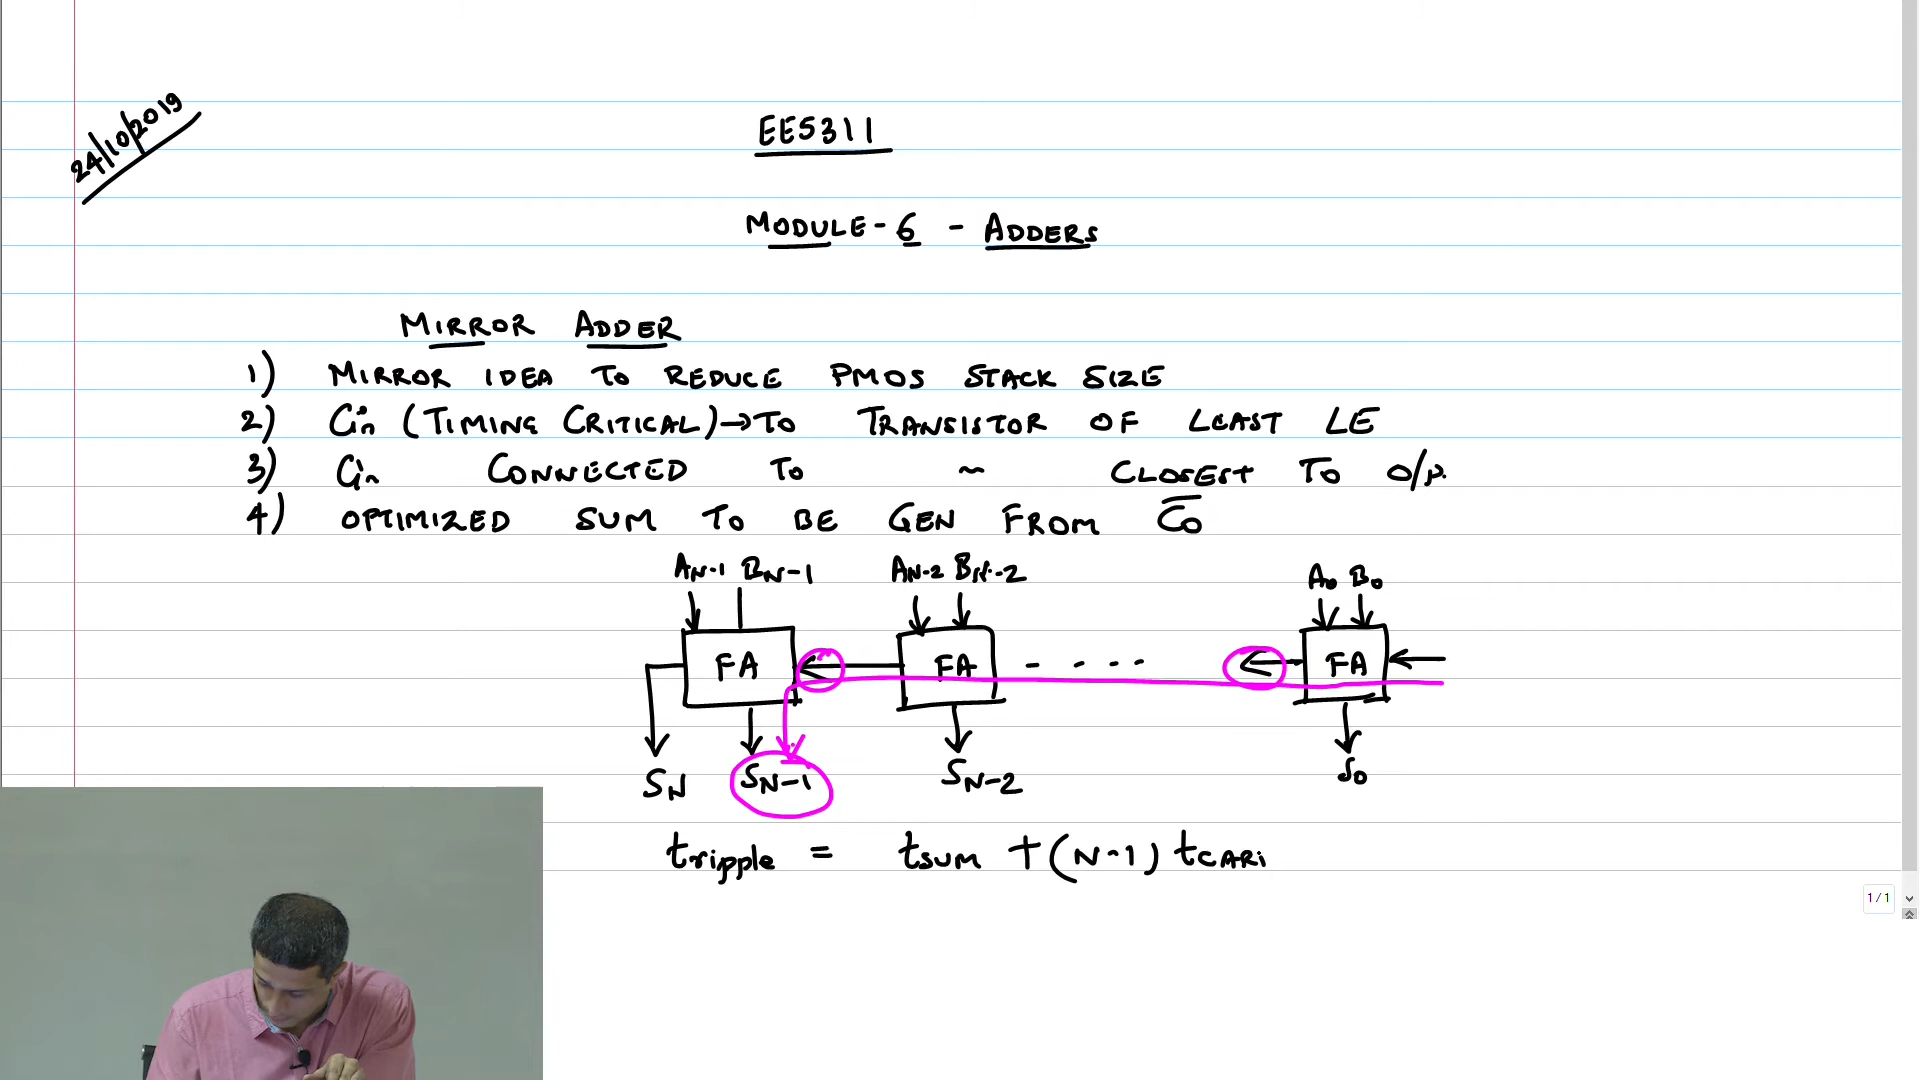 24/10/2019
EE5311
MODULE-6 - ADDERS
MIRROR ADDER
1) MIRROR IDEA TO REDUCE PMOS STACK SIZE
2) Cin (TIMING CRITICAL)→TO TRANSISTOR OF LEAST LE
3) Cin CONNECTED TO ~ CLOSEST TO O/P.
4) OPTIMIZED SUM TO BE GEN FROM C̅o̅
AN-1 BN-1 AN-2 BN-2 A0 B0
FA FA - - - - FA
SN SN-1 SN-2 S0
tripple = tSUM + (N-1) tCARi
1/1